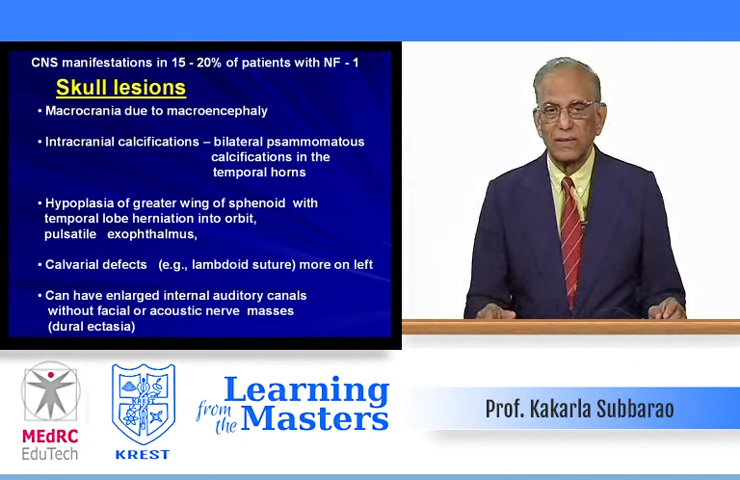 CNS manifestations in 15 - 20% of patients with NF - 1
Skull lesions
• Macrocrania due to macroencephaly
• Intracranial calcifications – bilateral psammomatous
calcifications in the
temporal horns
• Hypoplasia of greater wing of sphenoid with
temporal lobe herniation into orbit,
pulsatile exophthalmus,
• Calvarial defects (e.g., lambdoid suture) more on left
• Can have enlarged internal auditory canals
without facial or acoustic nerve masses
(dural ectasia)
MEdRC
EduTech
KREST
KREST
Learning
from the
Masters
Prof. Kakarla Subbarao